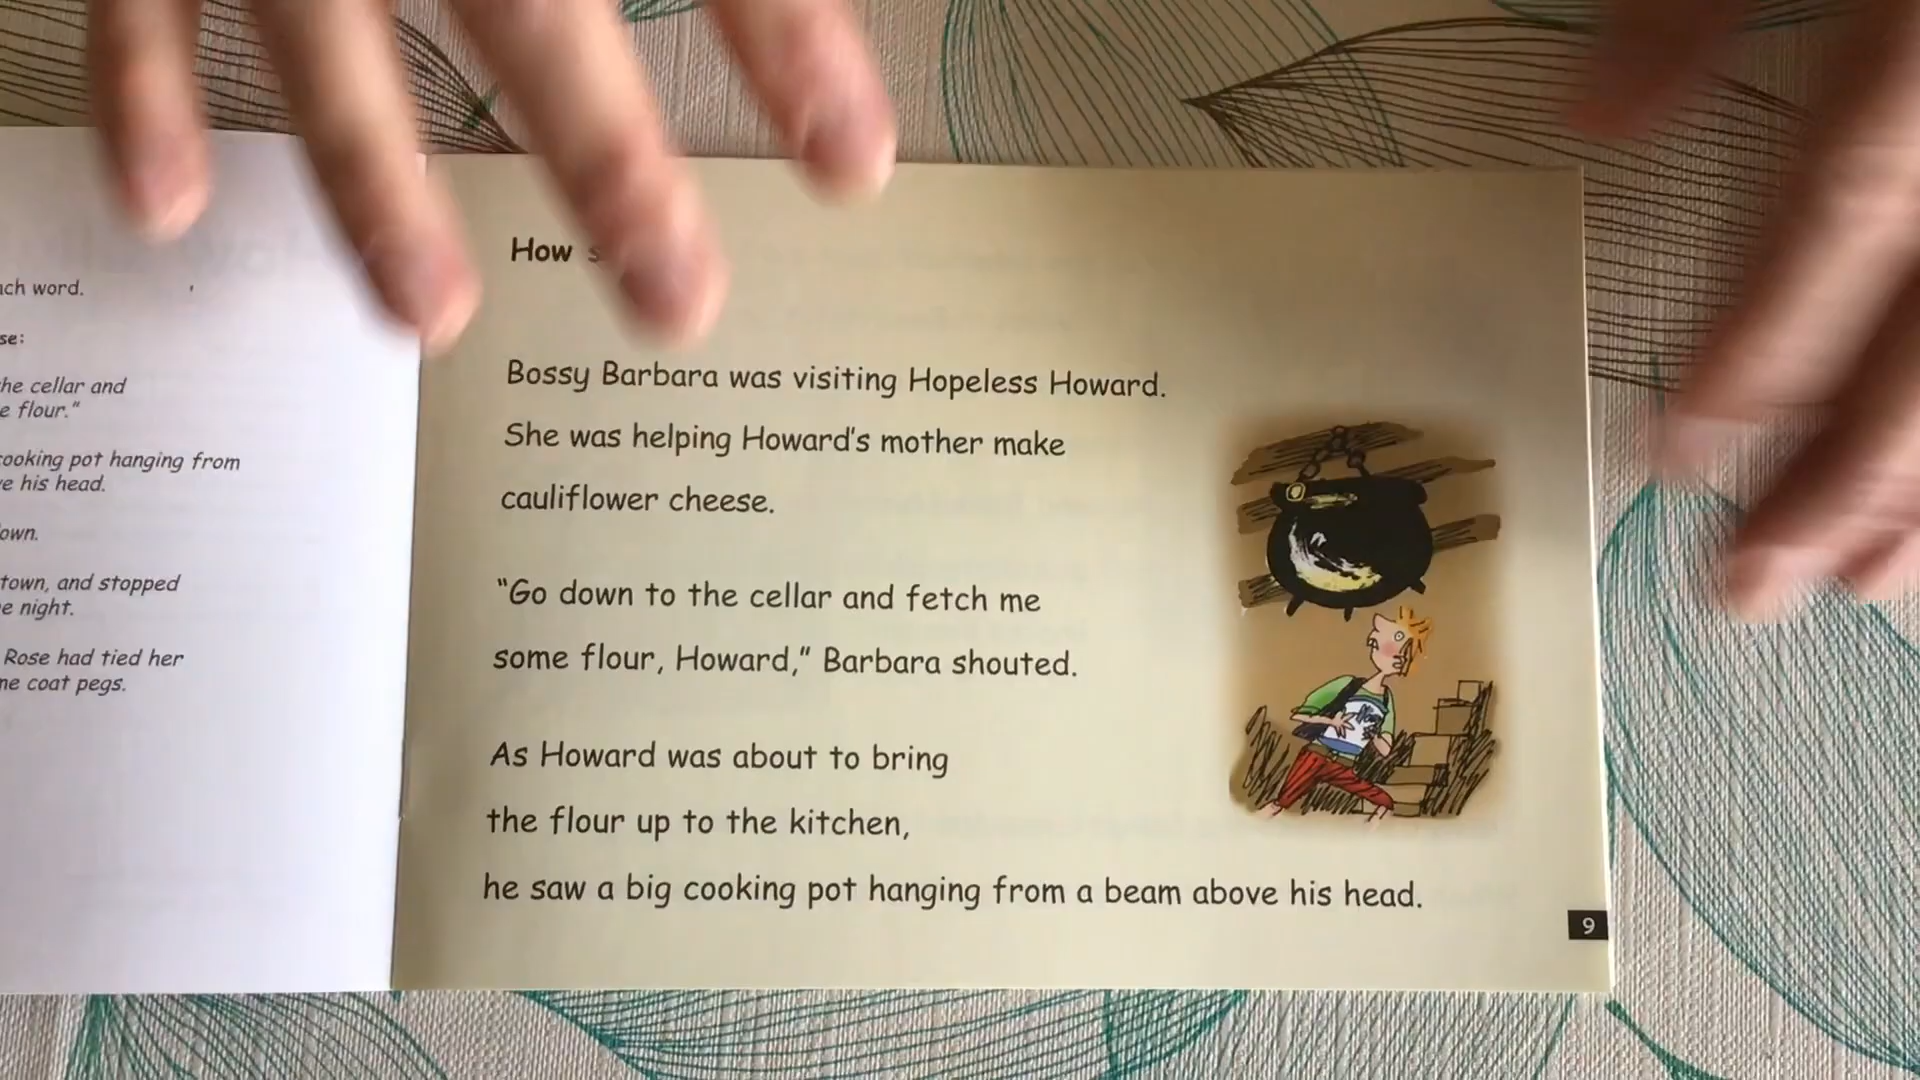 ch word.
se:
he cellar and
e flour."
ooking pot hanging from
e his head.
own.
town, and stopped
e night.
Rose had tied her
ne coat pegs.
How
Bossy Barbara was visiting Hopeless Howard.
She was helping Howard's mother make
cauliflower cheese.
"Go down to the cellar and fetch me
some flour, Howard," Barbara shouted.
As Howard was about to bring
the flour up to the kitchen,
he saw a big cooking pot hanging from a beam above his head.
9